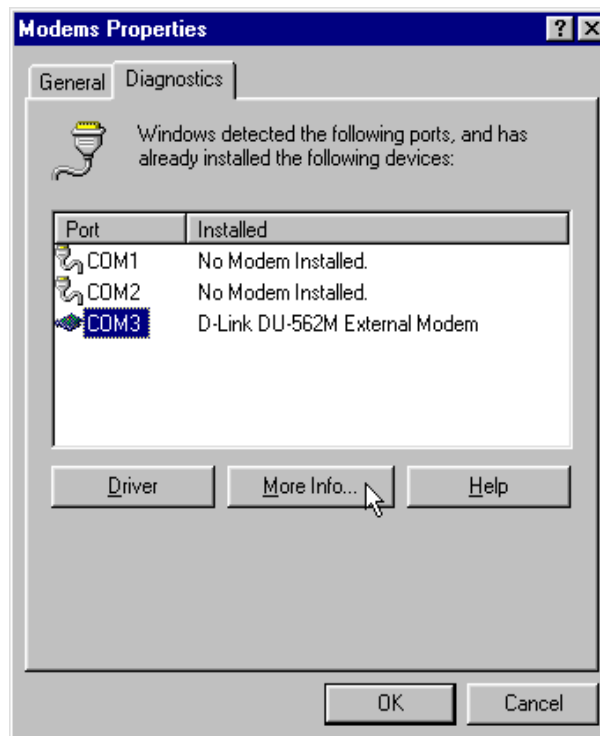 Modems Properties
General Diagnostics
Windows detected the following ports, and has
already installed the following devices:
Port Installed
COM1 No Modem Installed.
COM2 No Modem Installed.
COM3 D-Link DU-562M External Modem
Driver More Info... Help
OK Cancel